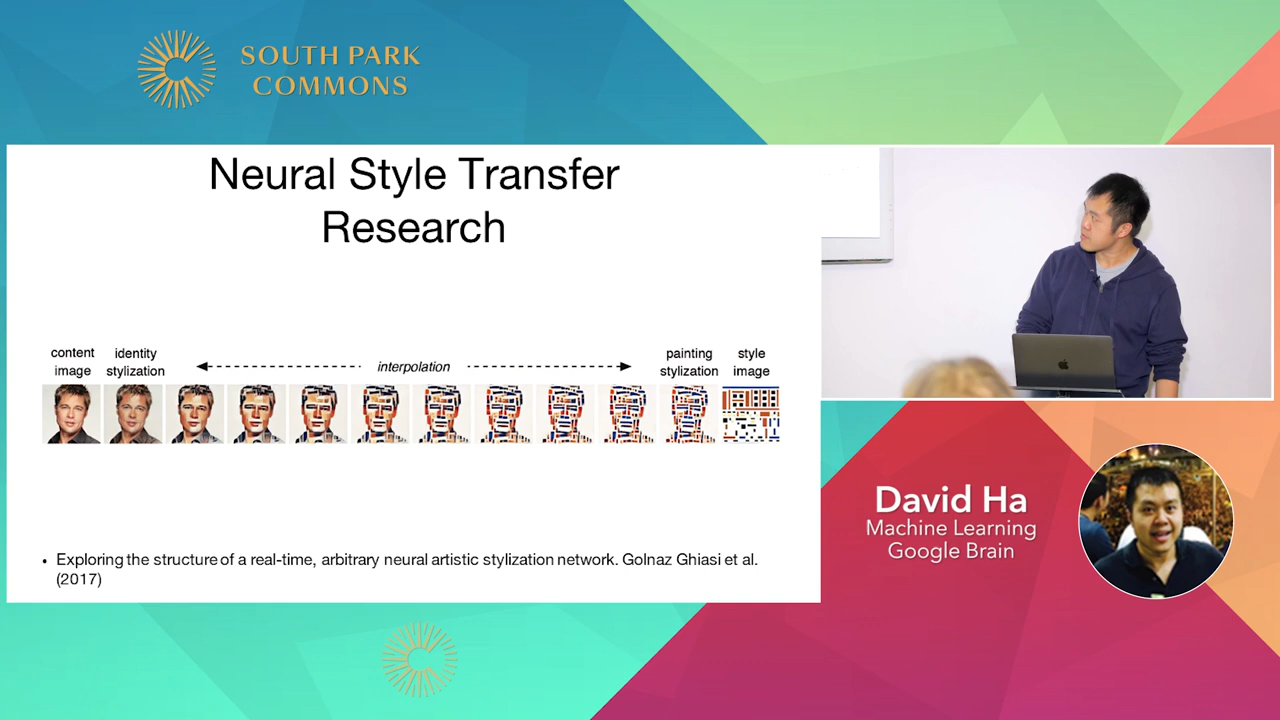 SOUTH PARK
COMMONS
Neural Style Transfer
Research
content
image
identity
stylization
interpolation
painting
stylization
style
image
• Exploring the structure of a real-time, arbitrary neural artistic stylization network. Golnaz Ghiasi et al.
(2017)
David Ha
Machine Learning
Google Brain